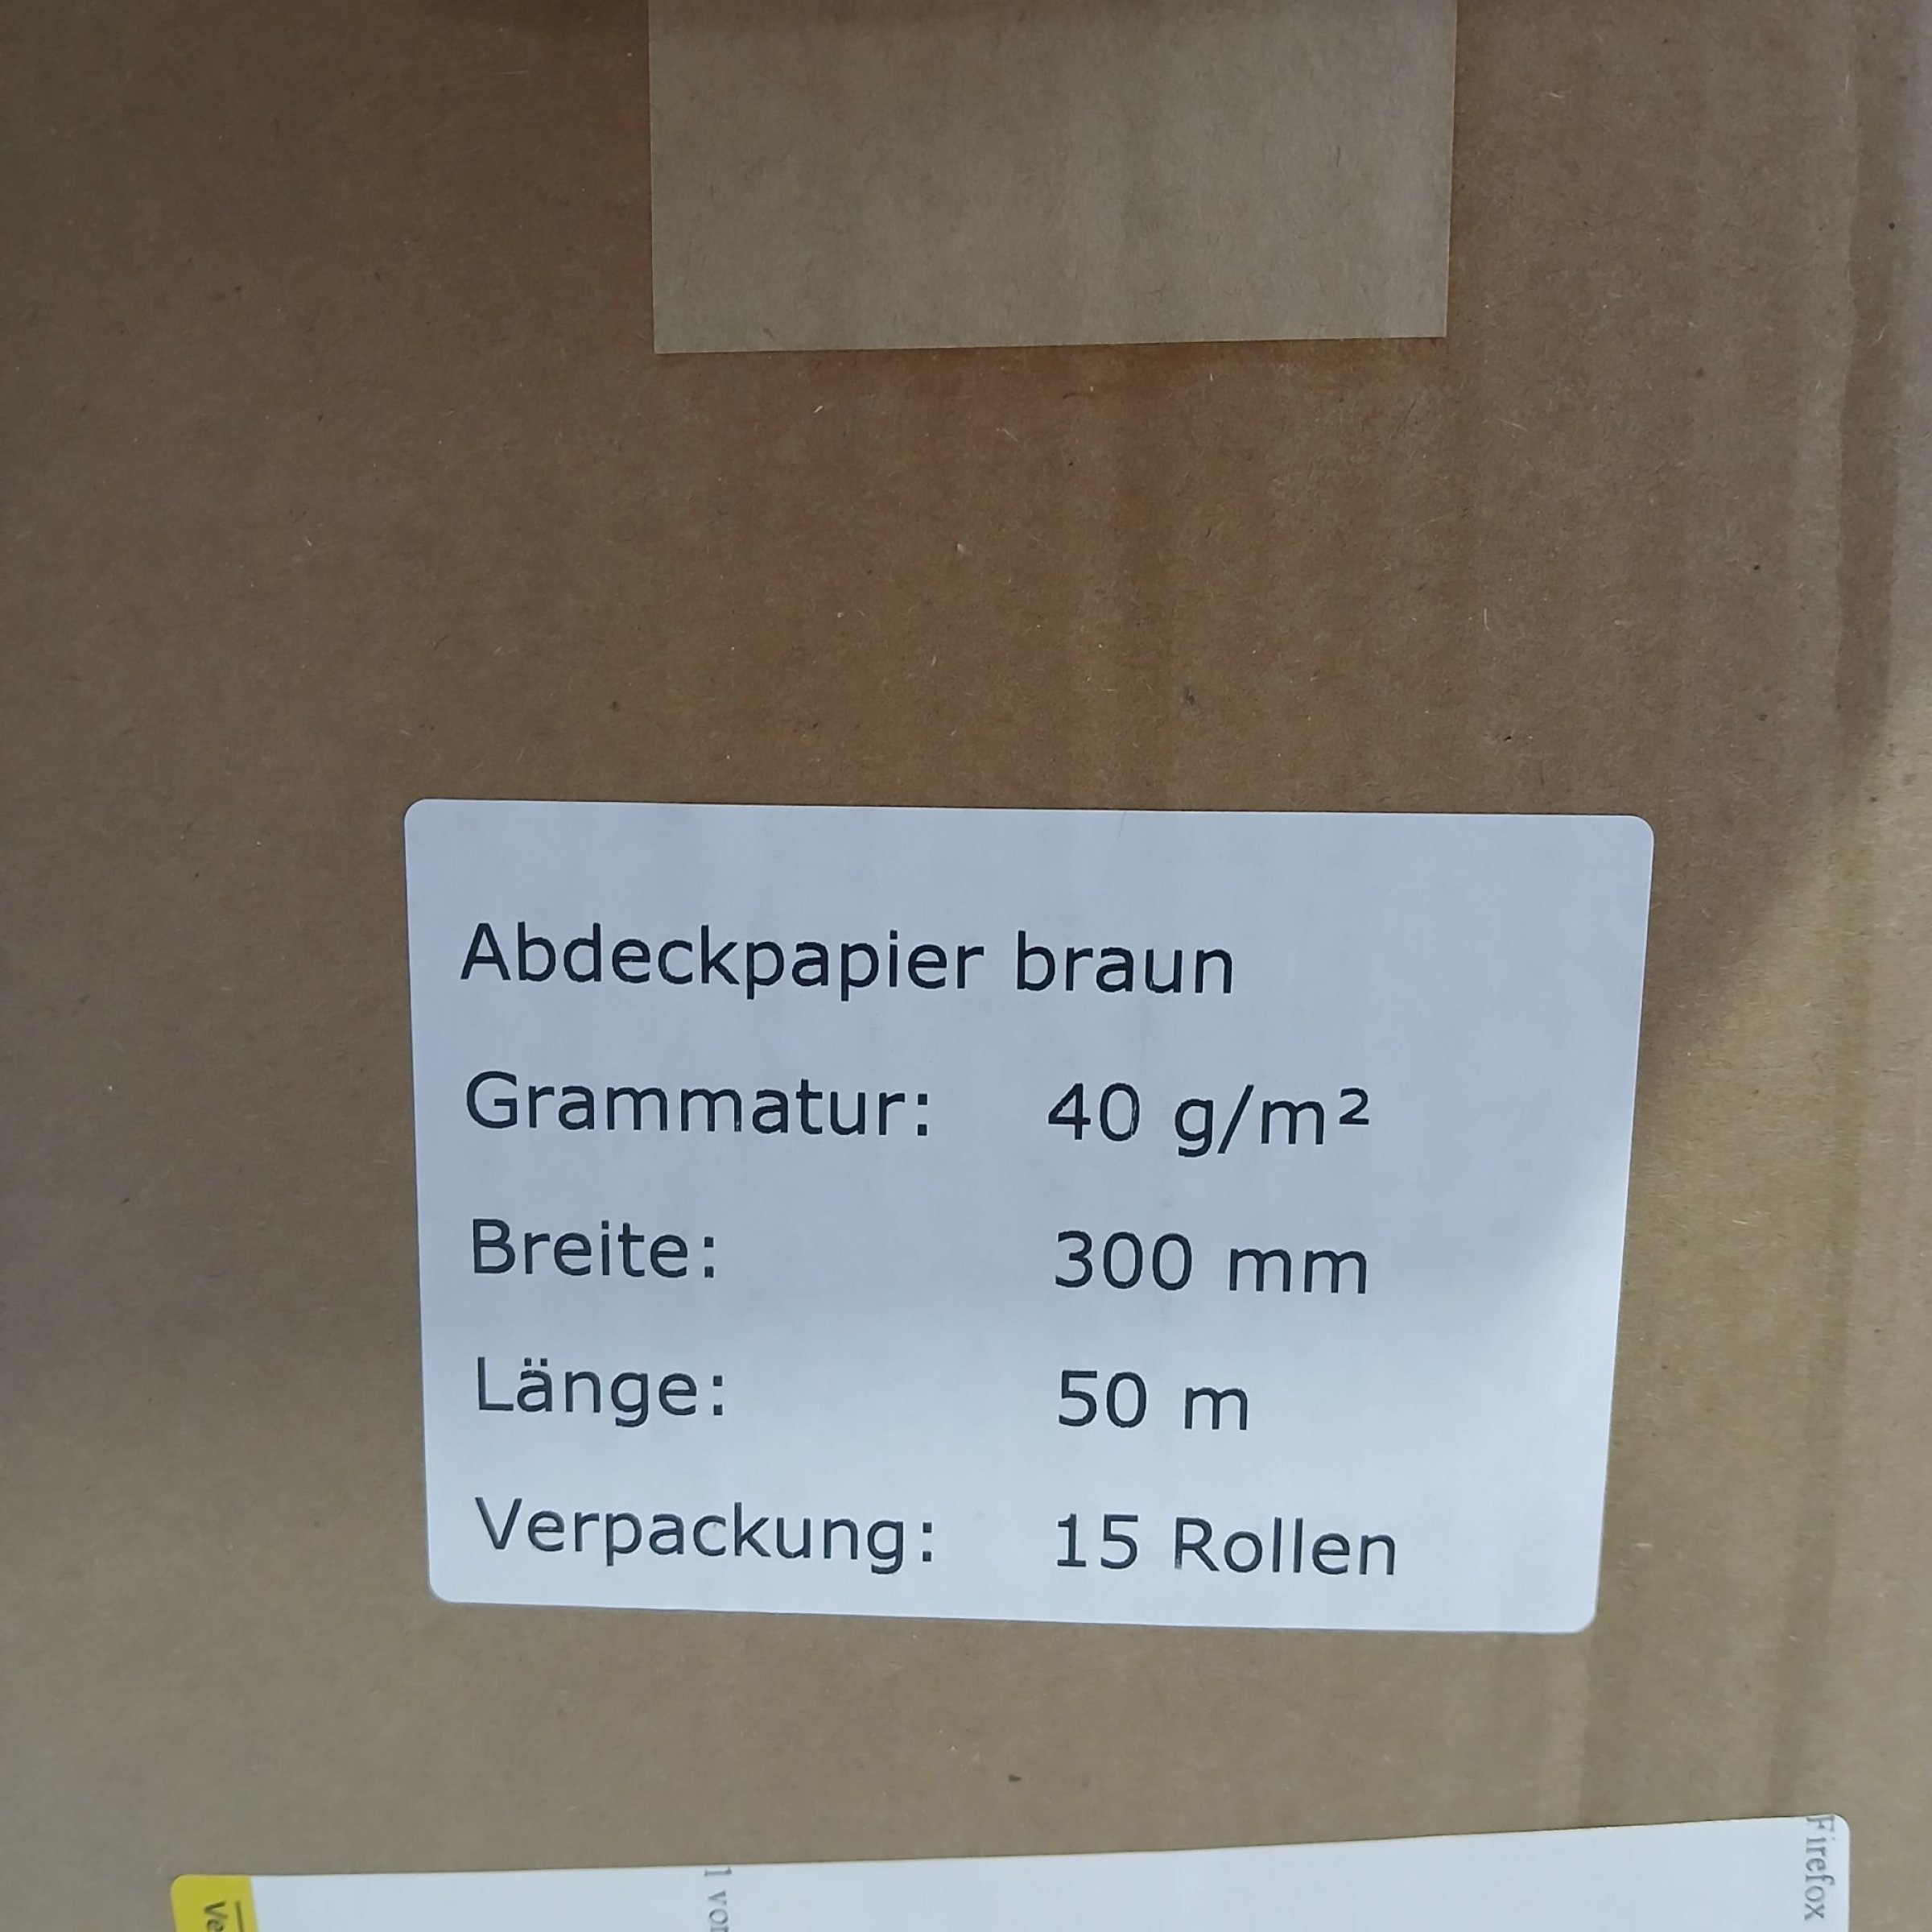 Abdeckpapier braun
Grammatur: 40 g/m²
Breite: 300 mm
Länge: 50 m
Verpackung: 15 Rollen
Firefox